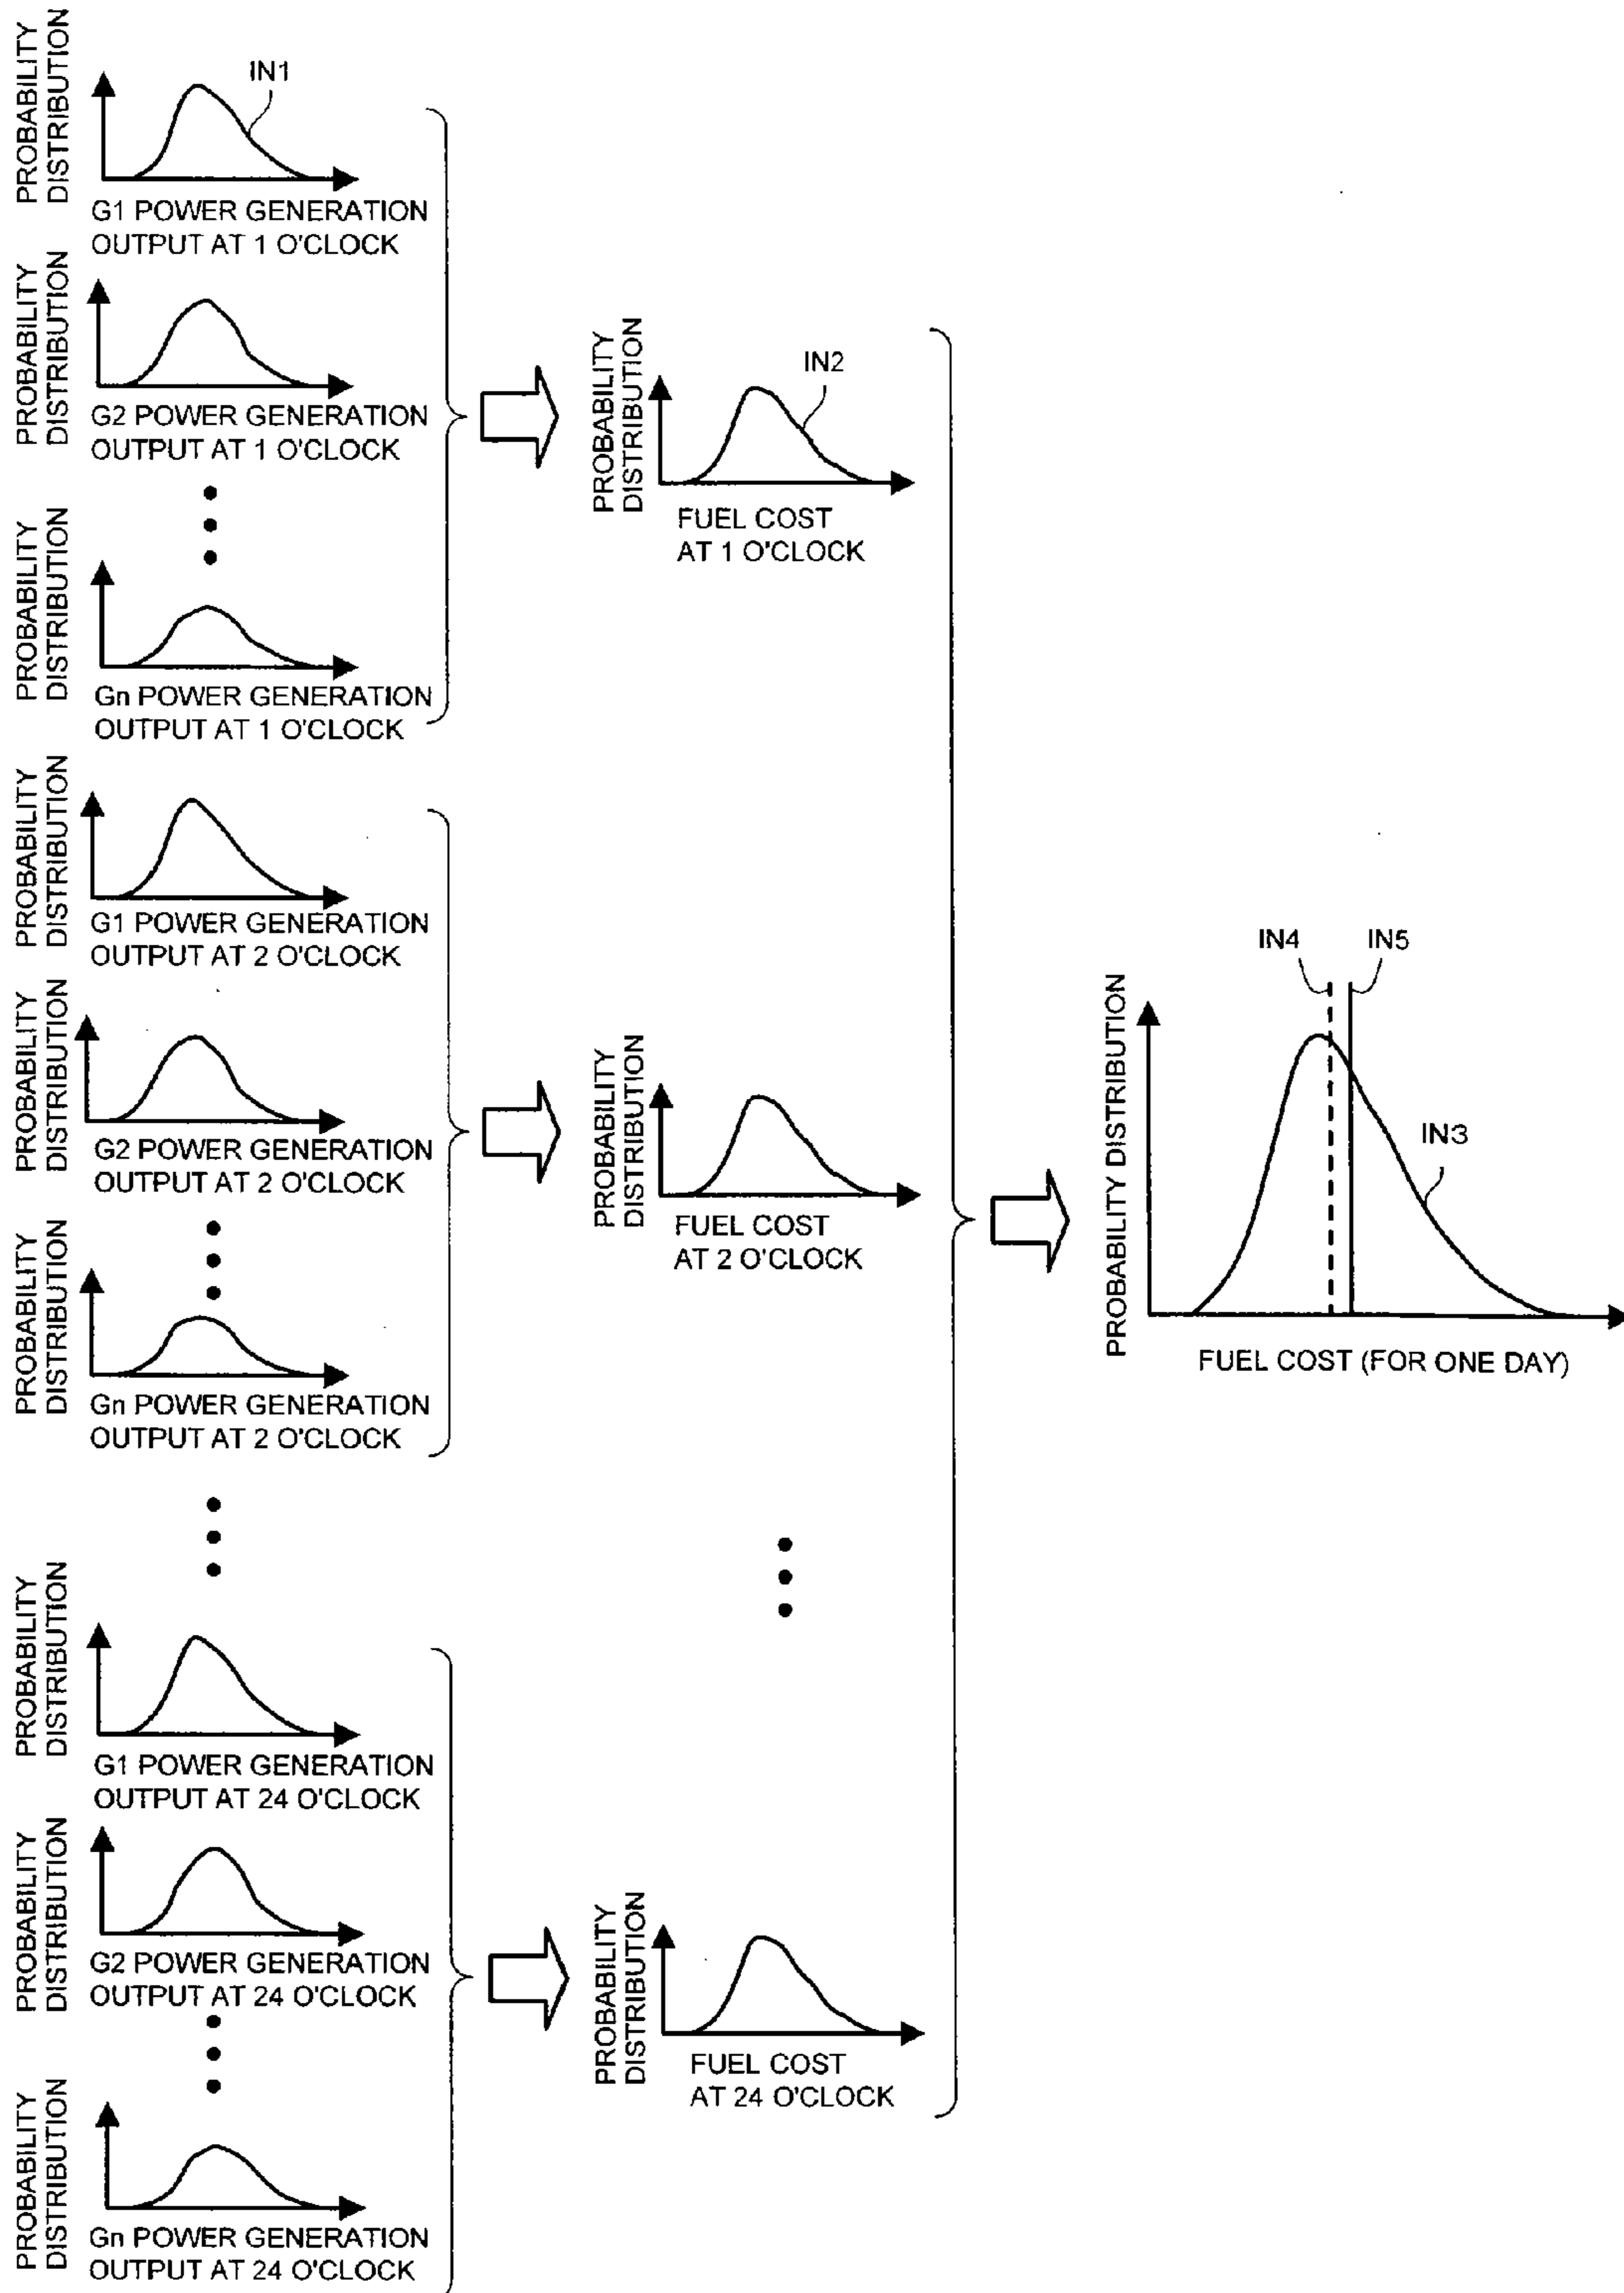 PROBABILITY
DISTRIBUTION
IN1
G1 POWER GENERATION
OUTPUT AT 1 O'CLOCK
PROBABILITY
DISTRIBUTION
G2 POWER GENERATION
OUTPUT AT 1 O'CLOCK
PROBABILITY
DISTRIBUTION
Gn POWER GENERATION
OUTPUT AT 1 O'CLOCK
PROBABILITY
DISTRIBUTION
IN2
FUEL COST
AT 1 O'CLOCK
PROBABILITY
DISTRIBUTION
G1 POWER GENERATION
OUTPUT AT 2 O'CLOCK
PROBABILITY
DISTRIBUTION
G2 POWER GENERATION
OUTPUT AT 2 O'CLOCK
PROBABILITY
DISTRIBUTION
Gn POWER GENERATION
OUTPUT AT 2 O'CLOCK
PROBABILITY
DISTRIBUTION
FUEL COST
AT 2 O'CLOCK
PROBABILITY
DISTRIBUTION
G1 POWER GENERATION
OUTPUT AT 24 O'CLOCK
PROBABILITY
DISTRIBUTION
G2 POWER GENERATION
OUTPUT AT 24 O'CLOCK
PROBABILITY
DISTRIBUTION
Gn POWER GENERATION
OUTPUT AT 24 O'CLOCK
PROBABILITY
DISTRIBUTION
FUEL COST
AT 24 O'CLOCK
PROBABILITY DISTRIBUTION
IN4
IN5
IN3
FUEL COST (FOR ONE DAY)